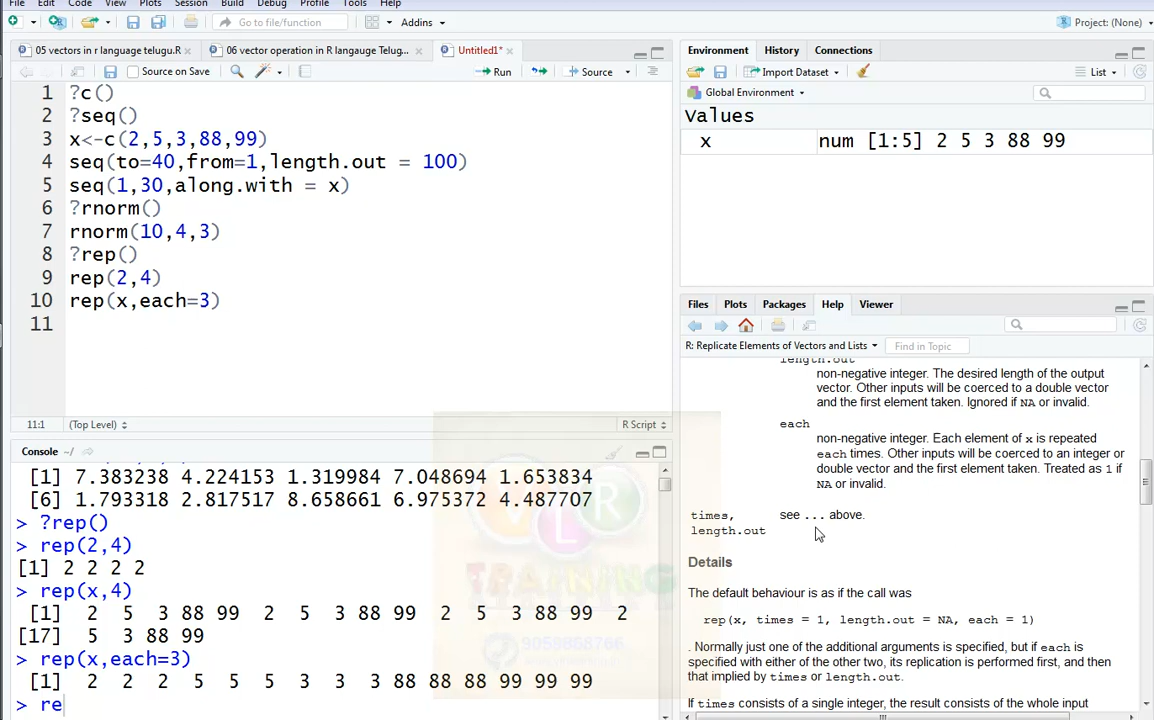 File Edit Code View Plots Session Build Debug Profile Tools Help
Go to file/function
Addins
Project: (None)
05 vectors in r language telugu.R
06 vector operation in R langauge Telug...
Untitled1*
Source on Save
Run
Source
1 ?c()
2 ?seq()
3 x<-c(2,5,3,88,99)
4 seq(to=40,from=1,length.out = 100)
5 seq(1,30,along.with = x)
6 ?rnorm()
7 rnorm(10,4,3)
8 ?rep()
9 rep(2,4)
10 rep(x,each=3)
11
11:1 (Top Level) R Script
Console ~/
[1] 7.383238 4.224153 1.319984 7.048694 1.653834
[6] 1.793318 2.817517 8.658661 6.975372 4.487707
> ?rep()
> rep(2,4)
[1] 2 2 2 2
> rep(x,4)
[1] 2 5 3 88 99 2 5 3 88 99 2 5 3 88 99 2
[17] 5 3 88 99
> rep(x,each=3)
[1] 2 2 2 5 5 5 3 3 3 88 88 88 99 99 99
> re
Environment History Connections
Import Dataset
List
Global Environment
Values
x num [1:5] 2 5 3 88 99
Files Plots Packages Help Viewer
R: Replicate Elements of Vectors and Lists
Find in Topic
length.out
non-negative integer. The desired length of the output
vector. Other inputs will be coerced to a double vector
and the first element taken. Ignored if NA or invalid.
each
non-negative integer. Each element of x is repeated
each times. Other inputs will be coerced to an integer or
double vector and the first element taken. Treated as 1 if
NA or invalid.
times, see ... above.
length.out
Details
The default behaviour is as if the call was
rep(x, times = 1, length.out = NA, each = 1)
. Normally just one of the additional arguments is specified, but if each is
specified with either of the other two, its replication is performed first, and then
that implied by times or length.out.
If times consists of a single integer, the result consists of the whole input
VLR
TRAINING